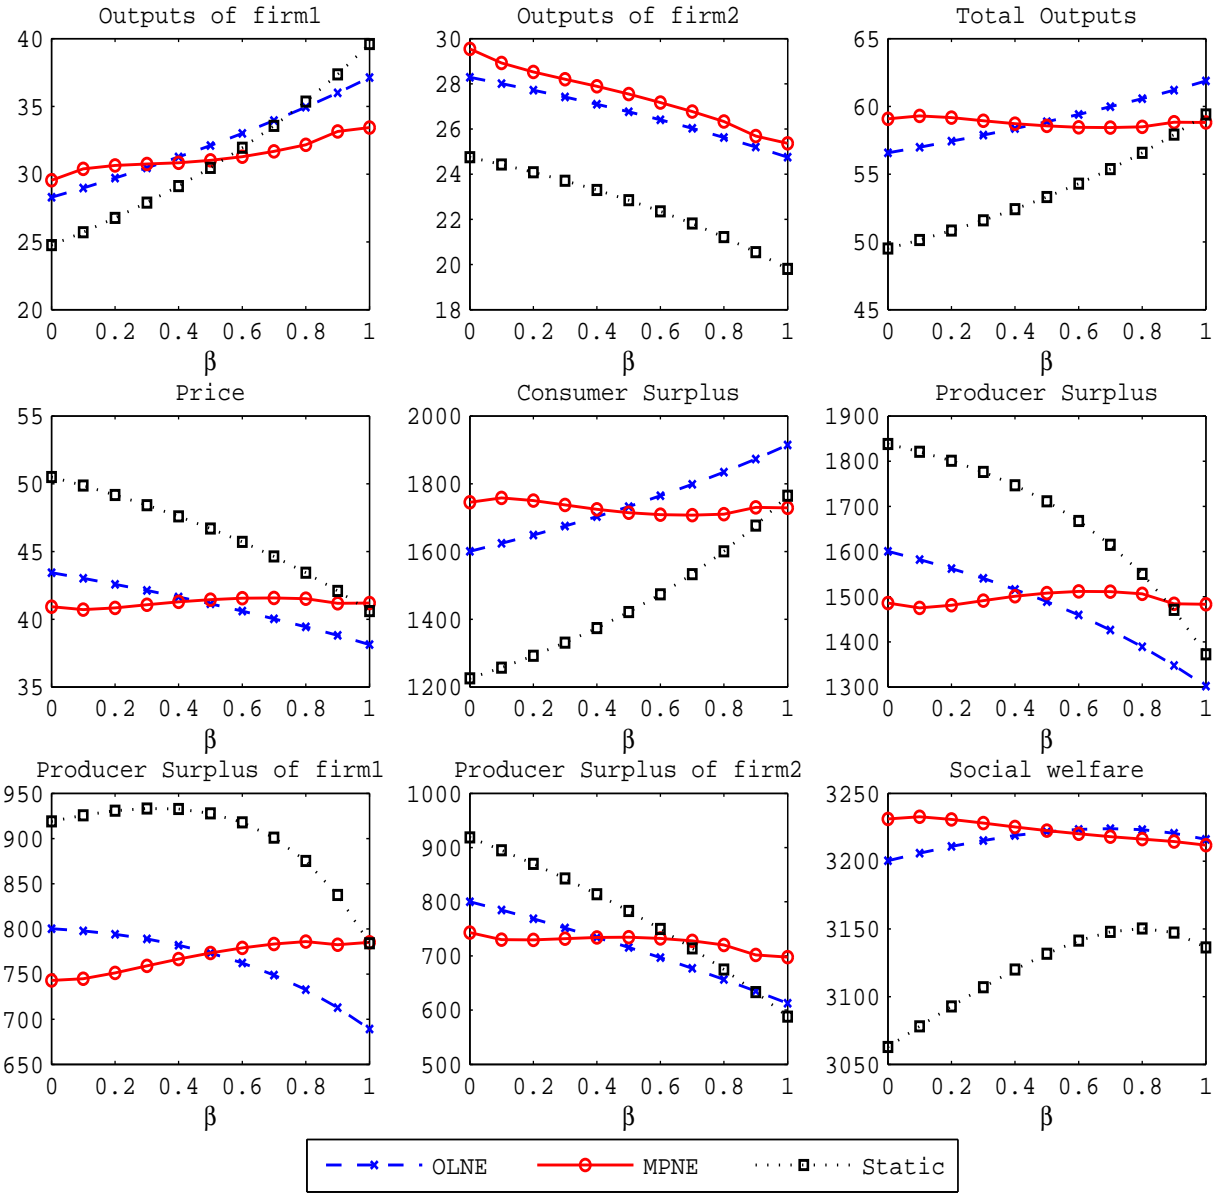 Outputs of firm1
Outputs of firm2
Total Outputs
40
35
30
25
20
0 0.2 0.4 0.6 0.8 1
β
30
28
26
24
22
20
18
0 0.2 0.4 0.6 0.8 1
β
65
60
55
50
45
0 0.2 0.4 0.6 0.8 1
β
Price
Consumer Surplus
Producer Surplus
55
50
45
40
35
0 0.2 0.4 0.6 0.8 1
β
2000
1800
1600
1400
1200
0 0.2 0.4 0.6 0.8 1
β
1900
1800
1700
1600
1500
1400
1300
0 0.2 0.4 0.6 0.8 1
β
Producer Surplus of firm1
Producer Surplus of firm2
Social welfare
950
900
850
800
750
700
650
0 0.2 0.4 0.6 0.8 1
β
1000
900
800
700
600
500
0 0.2 0.4 0.6 0.8 1
β
3250
3200
3150
3100
3050
0 0.2 0.4 0.6 0.8 1
β
OLNE MPNE Static